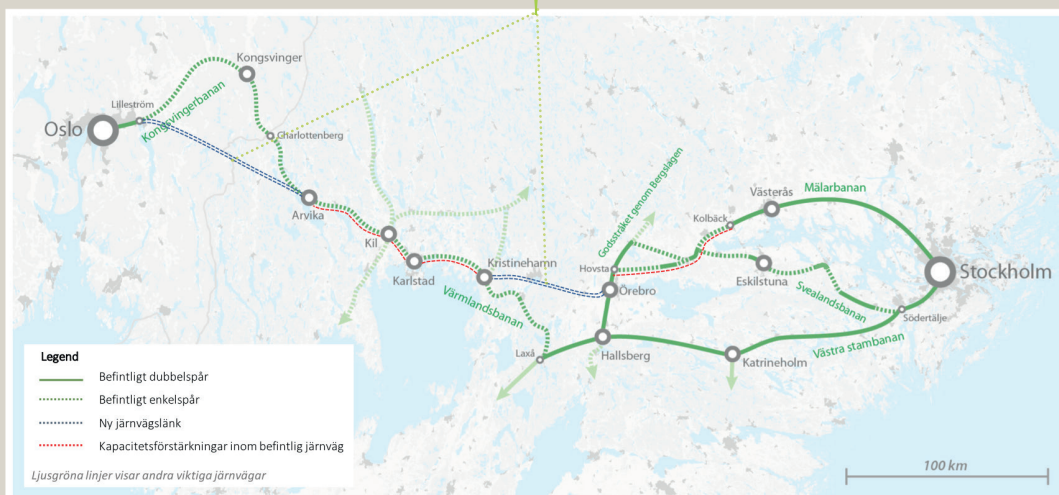 Kongsvinger
Lilleström
Oslo
Kongsvingerbanan
Charlottenberg
Arvika
Kil
Karlstad
Kristinehamn
Värmlandsbanan
Laxå
Godsstråket genom Bergslagen
Hovsta
Örebro
Hallsberg
Kolbäck
Västerås
Mälarbanan
Eskilstuna
Svealandsbanan
Stockholm
Södertälje
Katrineholm
Västra stambanan
Legend
Befintligt dubbelspår
Befintligt enkelspår
Ny järnvägslänk
Kapacitetsförstärkningar inom befintlig järnväg
Ljusgröna linjer visar andra viktiga järnvägar
100 km